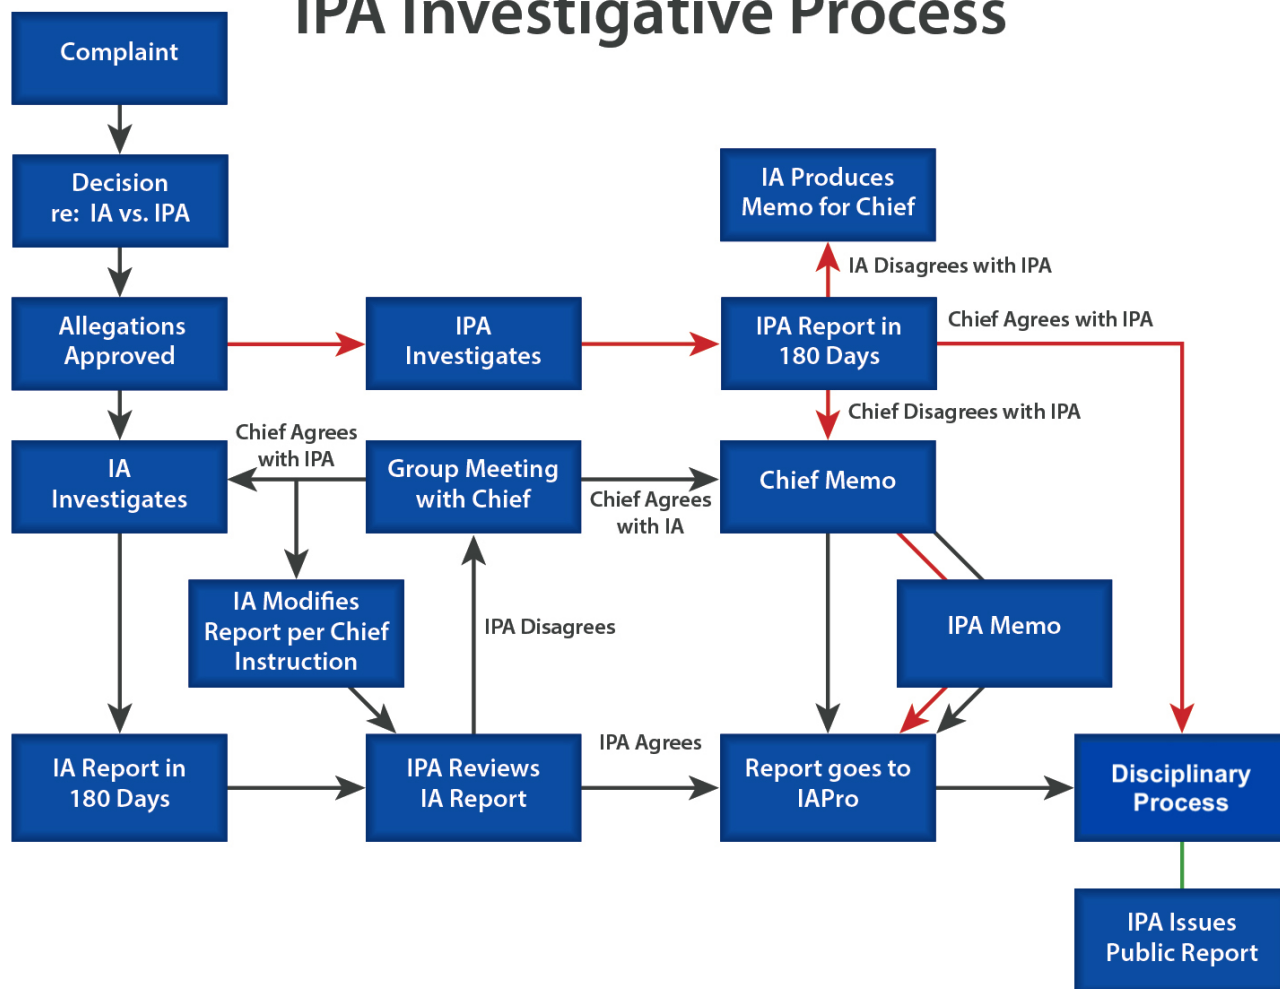 IPA Investigative Process
Complaint
Decision
re: IA vs. IPA
IA Produces
Memo for Chief
IA Disagrees with IPA
Allegations
Approved
IPA
Investigates
IPA Report in
180 Days
Chief Agrees with IPA
Chief Disagrees with IPA
Chief Agrees
with IPA
IA
Investigates
Group Meeting
with Chief
Chief Agrees
with IA
Chief Memo
IA Modifies
Report per Chief
Instruction
IPA Disagrees
IPA Memo
IA Report in
180 Days
IPA Reviews
IA Report
IPA Agrees
Report goes to
IAPro
Disciplinary
Process
IPA Issues
Public Report